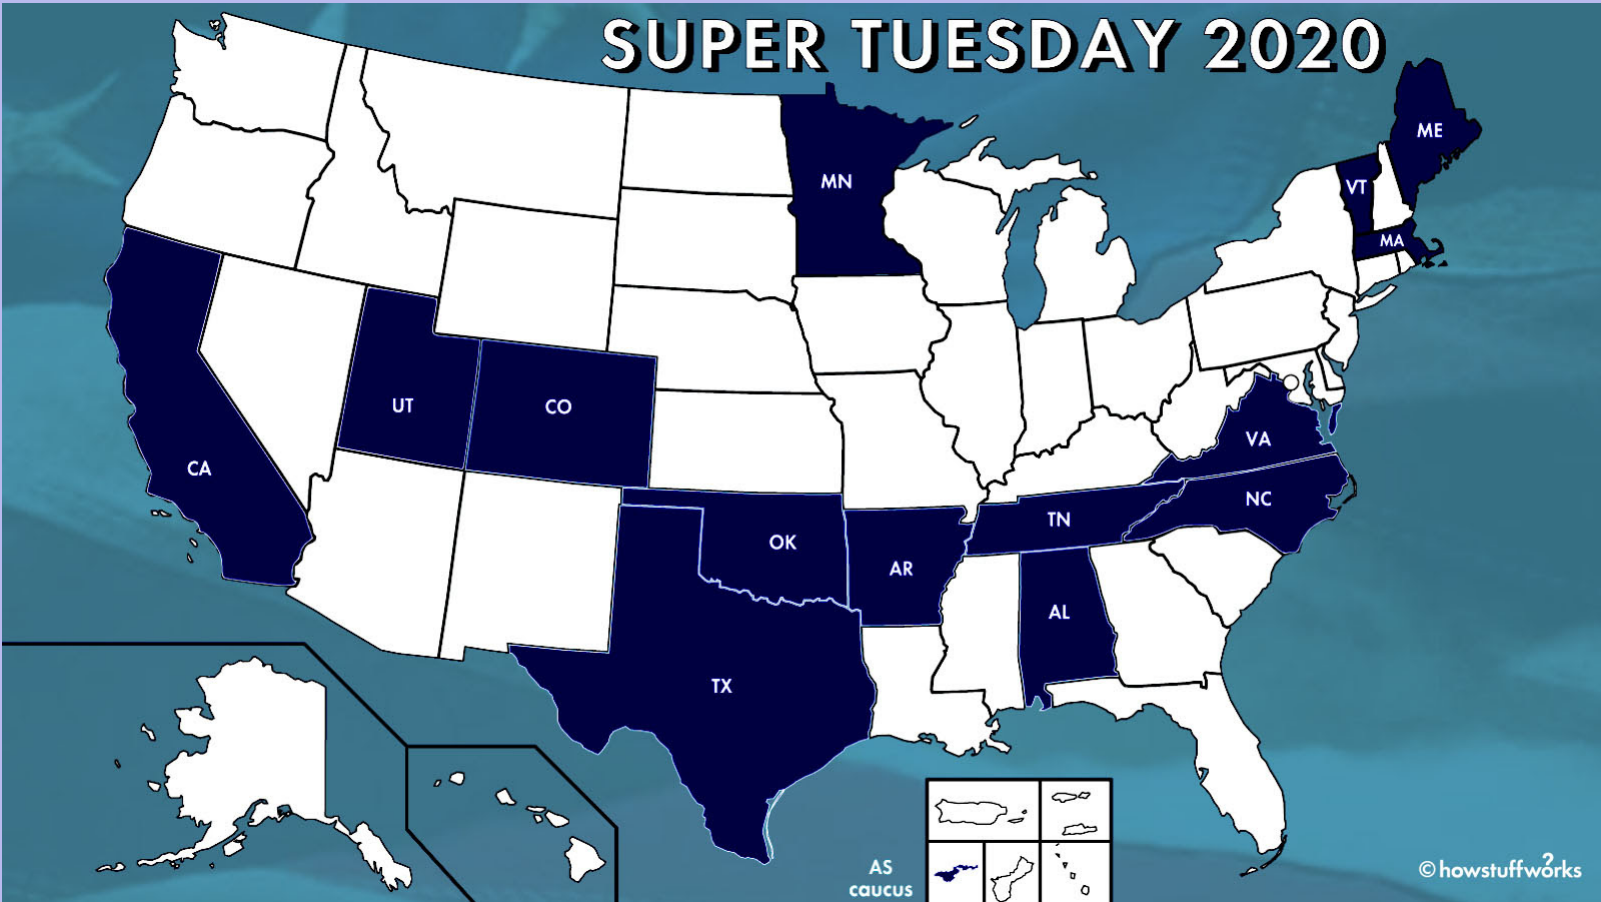 SUPER TUESDAY 2020
ME
MN
VT
MA
UT
CO
CA
VA
NC
TN
OK
AR
AL
TX
AS
caucus
© howstuffworks